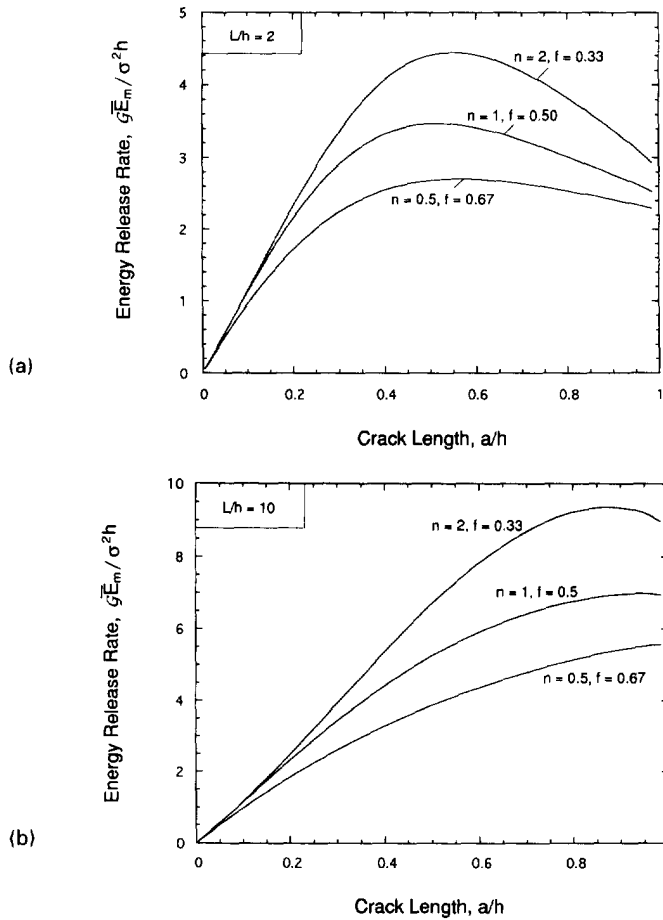 L/h = 2
5
4
3
2
1
0
Energy Release Rate, 𝒢E̅ₘ/σ²h
n = 2, f = 0.33
n = 1, f = 0.50
n = 0.5, f = 0.67
(a)
0 0.2 0.4 0.6 0.8 1
Crack Length, a/h
L/h = 10
10
8
6
4
2
0
Energy Release Rate, 𝒢E̅ₘ/σ²h
n = 2, f = 0.33
n = 1, f = 0.5
n = 0.5, f = 0.67
(b)
0 0.2 0.4 0.6 0.8
Crack Length, a/h